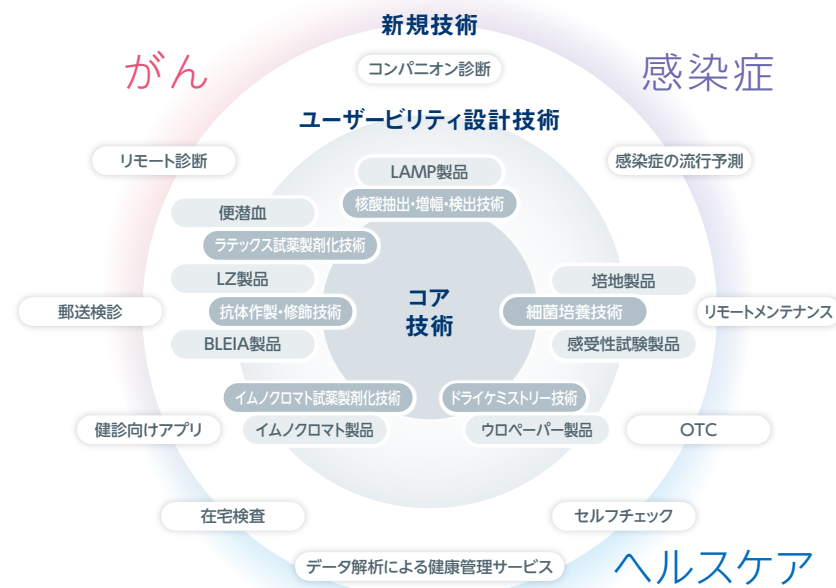 新規技術
がん
感染症
コンパニオン診断
ユーザービリティ設計技術
リモート診断
感染症の流行予測
LAMP製品
核酸抽出・増幅・検出技術
便潜血
ラテックス試薬製剤化技術
LZ製品
培地製品
コア
技術
郵送検診
抗体作製・修飾技術
細菌培養技術
リモートメンテナンス
BLEIA製品
感受性試験製品
イムノクロマト試薬製剤化技術
ドライケミストリー技術
健診向けアプリ
イムノクロマト製品
ウロペーパー製品
OTC
在宅検査
セルフチェック
データ解析による健康管理サービス
ヘルスケア